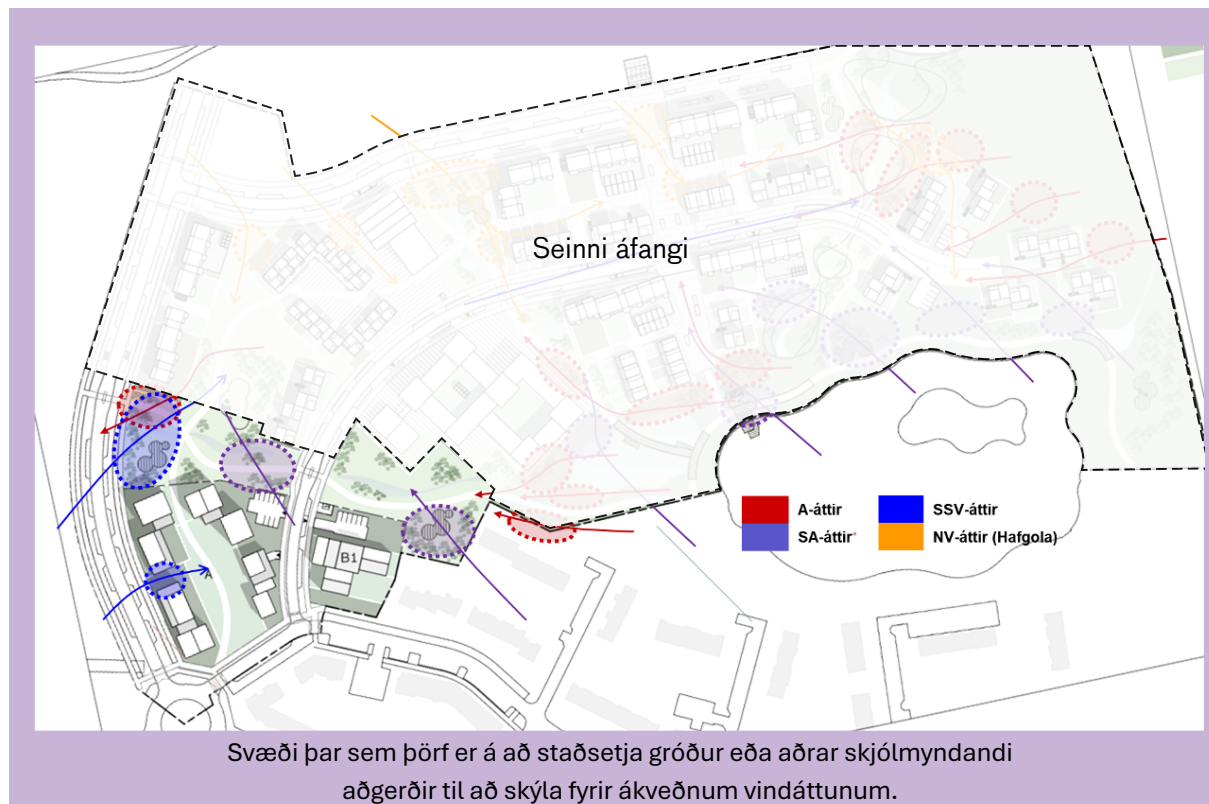 Seinni áfangi
A-áttir
SSV-áttir
SA-áttir*
NV-áttir (Hafgola)
B1
A
Svæði þar sem þörf er á að staðsetja gróður eða aðrar skjólmyndandi
aðgerðir til að skýla fyrir ákveðnum vindáttunum.